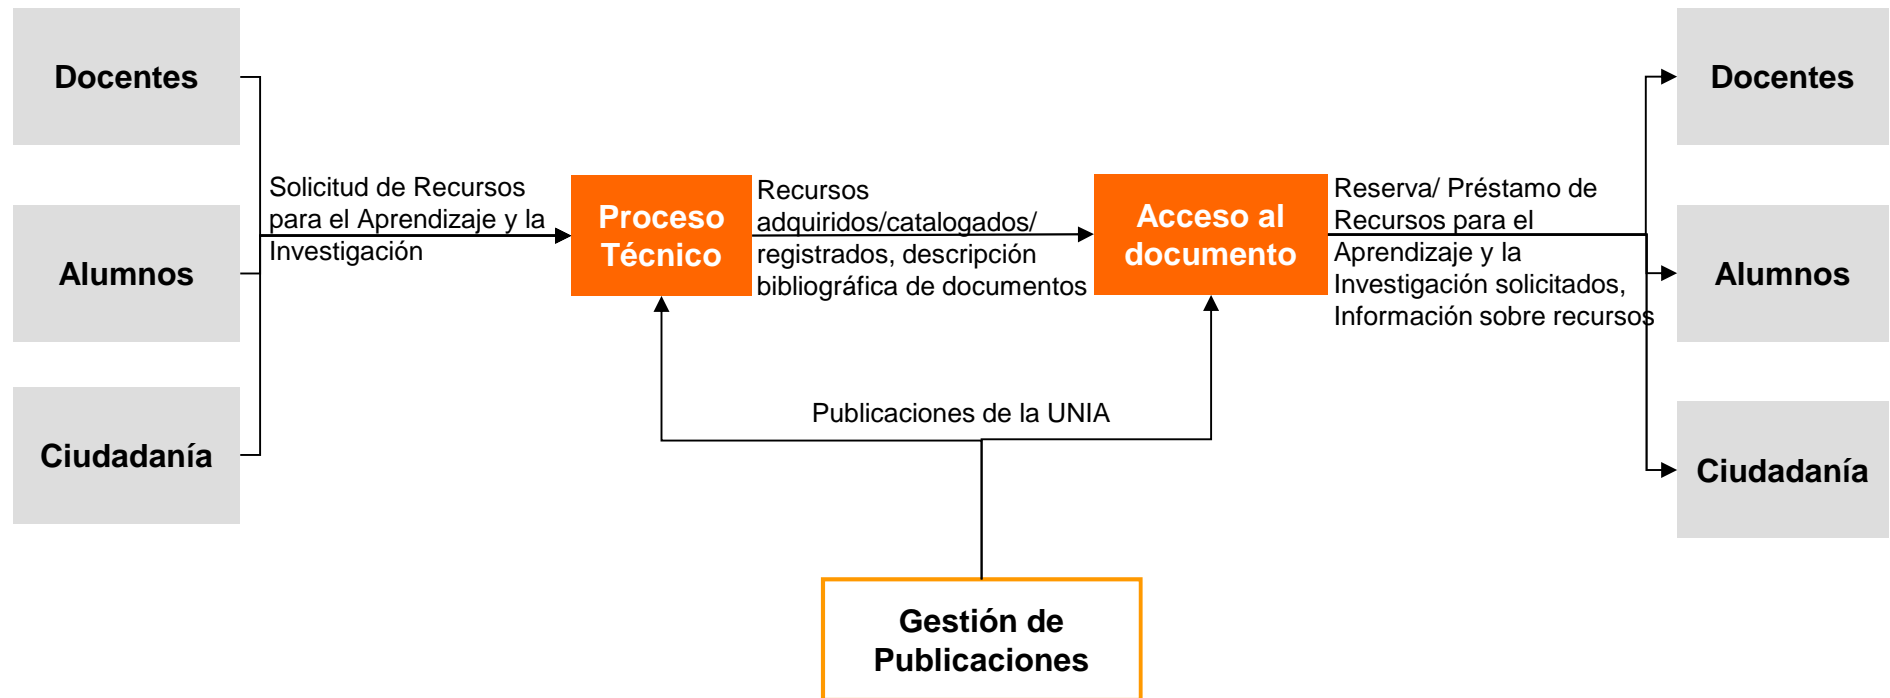 Docentes
Alumnos
Ciudadanía
Solicitud de Recursos
para el Aprendizaje y la
Investigación
Proceso
Técnico
Recursos
adquiridos/catalogados/
registrados, descripción
bibliográfica de documentos
Acceso al
documento
Reserva/ Préstamo de
Recursos para el
Aprendizaje y la
Investigación solicitados,
Información sobre recursos
Docentes
Alumnos
Ciudadanía
Publicaciones de la UNIA
Gestión de
Publicaciones